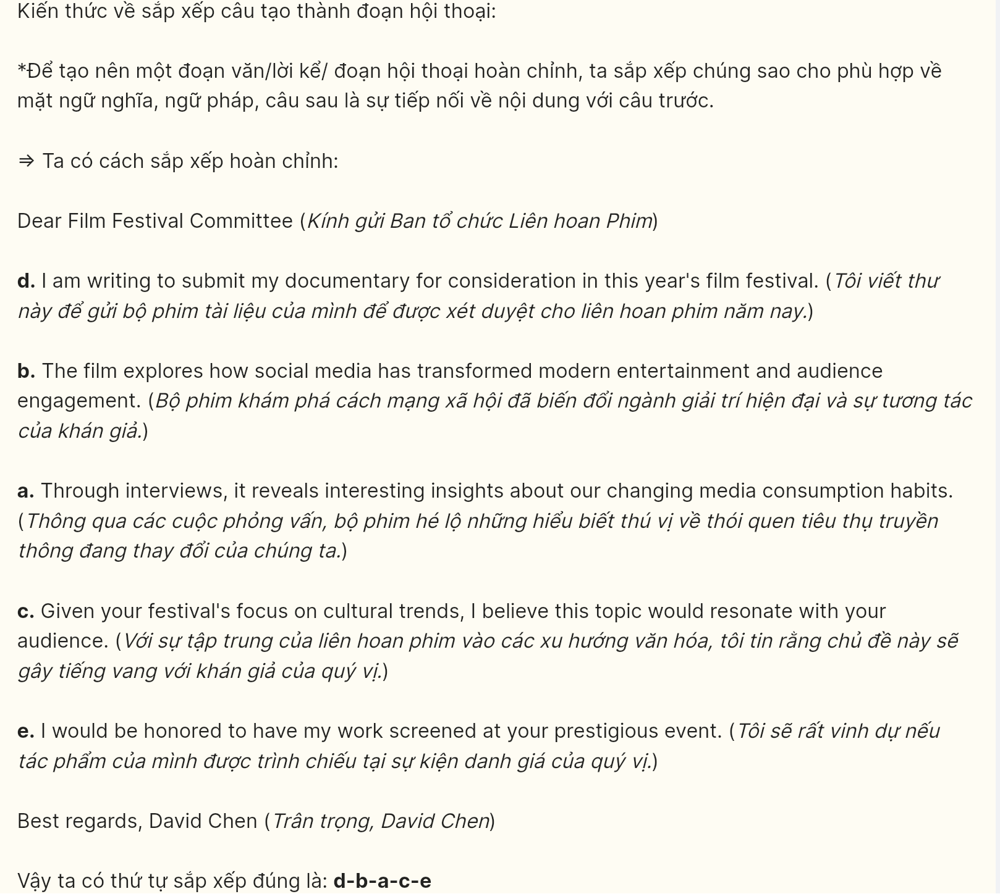 Kiến thức về sắp xếp câu tạo thành đoạn hội thoại:
*Để tạo nên một đoạn văn/lời kể/ đoạn hội thoại hoàn chỉnh, ta sắp xếp chúng sao cho phù hợp về
mặt ngữ nghĩa, ngữ pháp, câu sau là sự tiếp nối về nội dung với câu trước.
⇒ Ta có cách sắp xếp hoàn chỉnh:
Dear Film Festival Committee (Kính gửi Ban tổ chức Liên hoan Phim)
d. I am writing to submit my documentary for consideration in this year's film festival. (Tôi viết thư
này để gửi bộ phim tài liệu của mình để được xét duyệt cho liên hoan phim năm nay.)
b. The film explores how social media has transformed modern entertainment and audience
engagement. (Bộ phim khám phá cách mạng xã hội đã biến đổi ngành giải trí hiện đại và sự tương tác
của khán giả.)
a. Through interviews, it reveals interesting insights about our changing media consumption habits.
(Thông qua các cuộc phỏng vấn, bộ phim hé lộ những hiểu biết thú vị về thói quen tiêu thụ truyền
thông đang thay đổi của chúng ta.)
c. Given your festival's focus on cultural trends, I believe this topic would resonate with your
audience. (Với sự tập trung của liên hoan phim vào các xu hướng văn hóa, tôi tin rằng chủ đề này sẽ
gây tiếng vang với khán giả của quý vị.)
e. I would be honored to have my work screened at your prestigious event. (Tôi sẽ rất vinh dự nếu
tác phẩm của mình được trình chiếu tại sự kiện danh giá của quý vị.)
Best regards, David Chen (Trân trọng, David Chen)
Vậy ta có thứ tự sắp xếp đúng là: d-b-a-c-e